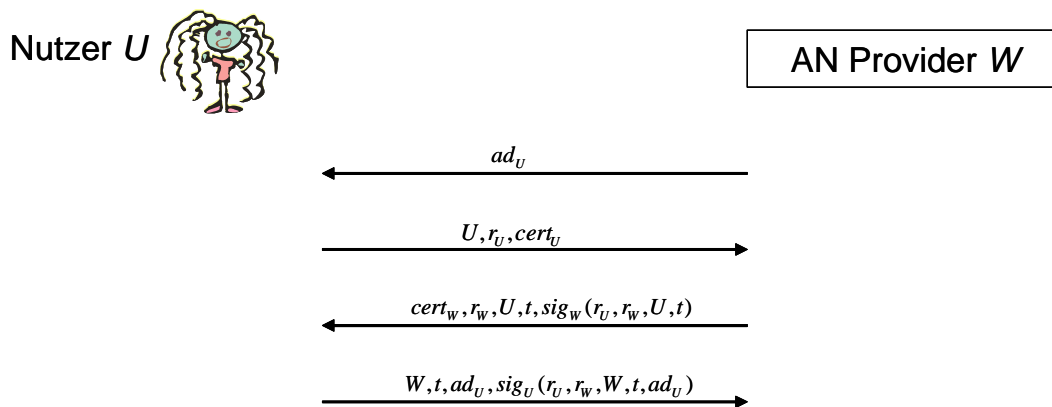 Nutzer U
AN Provider W
ad_U
U, r_U, cert_U
cert_W, r_W, U, t, sig_W(r_U, r_W, U, t)
W, t, ad_U, sig_U(r_U, r_W, W, t, ad_U)